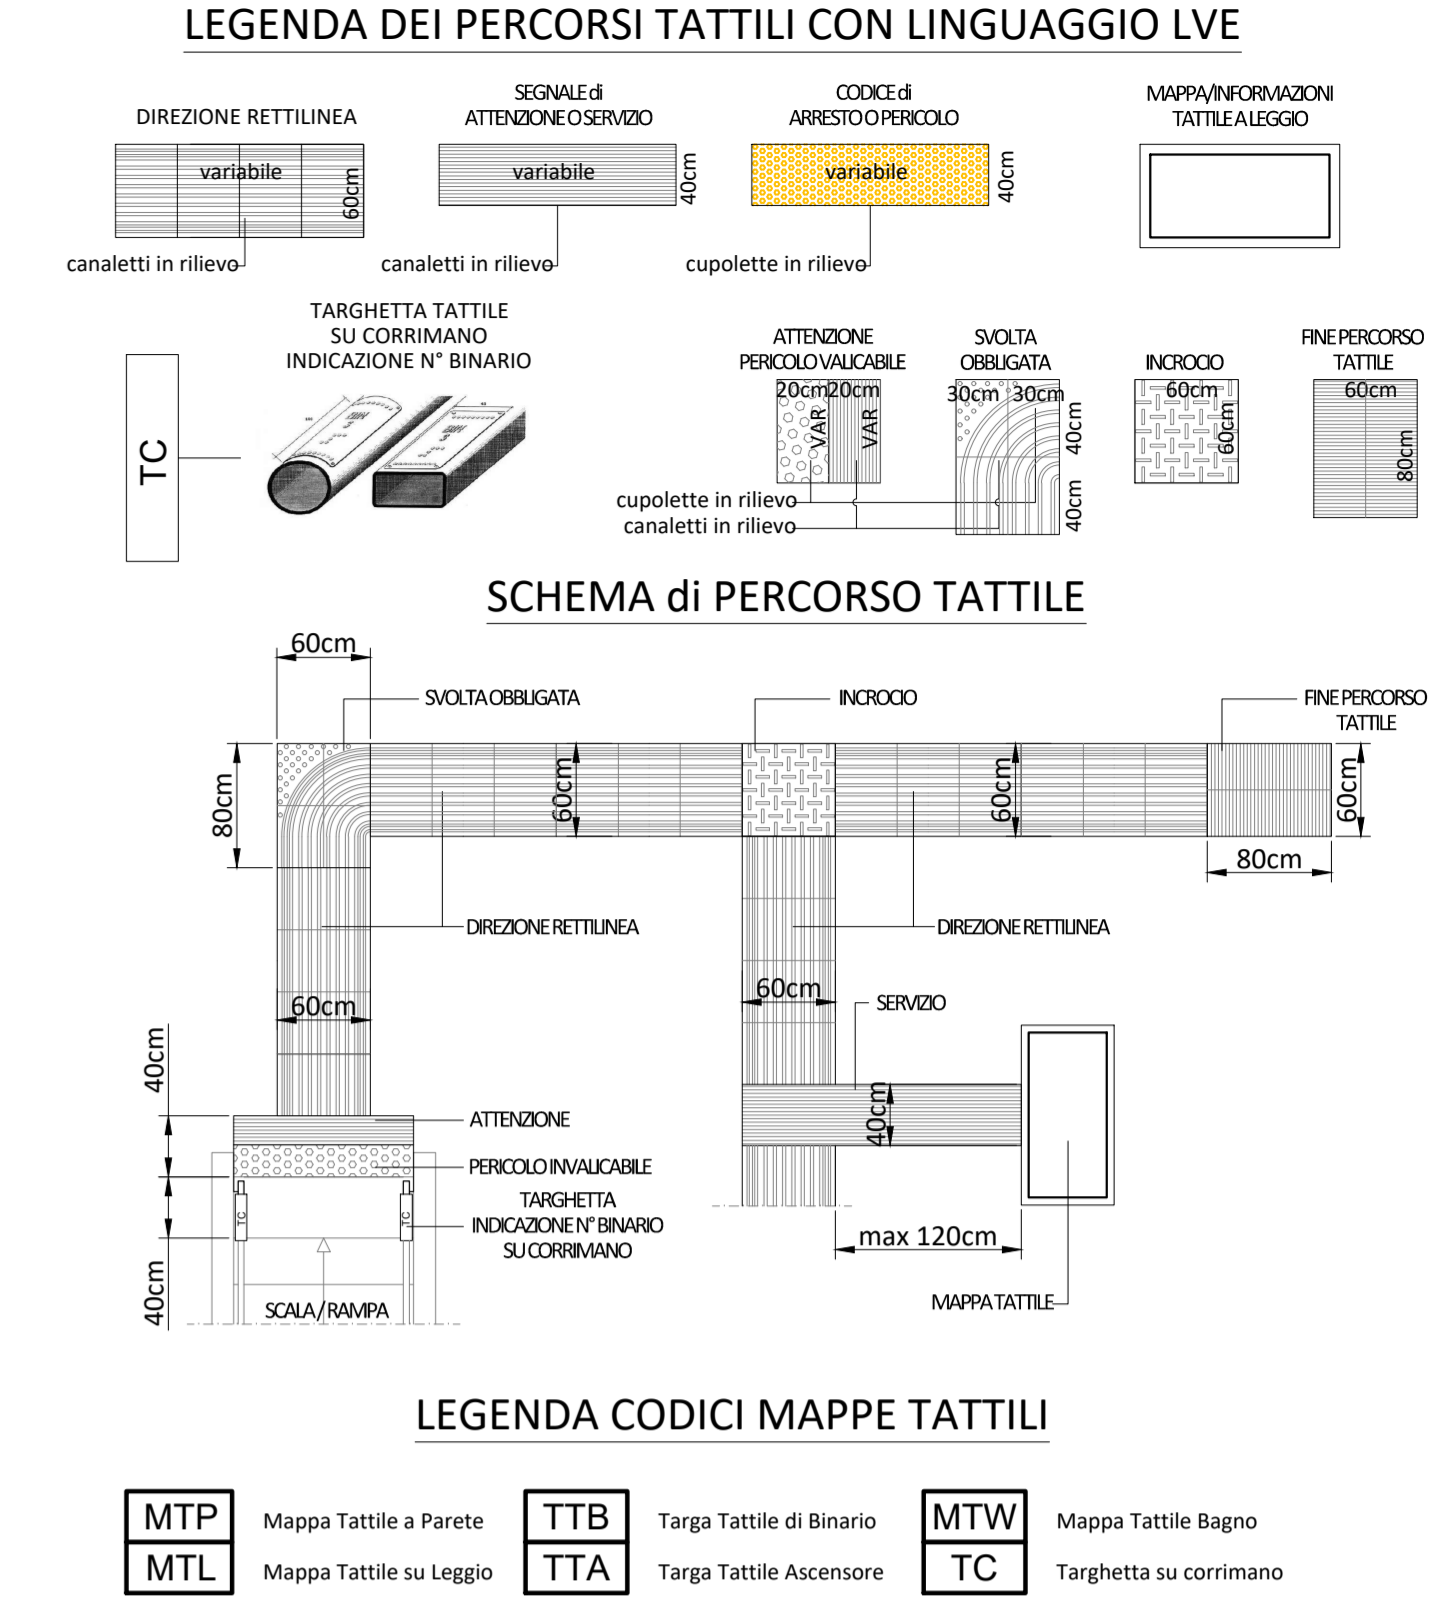 LEGENDA DEI PERCORSI TATTILI CON LINGUAGGIO LVE
DIREZIONE RETTILINEA
variabile
60cm
canaletti in rilievo
SEGNALE di
ATTENZIONE O SERVIZIO
variabile
40cm
canaletti in rilievo
CODICE di
ARRESTO O PERICOLO
variabile
40cm
cupolette in rilievo
MAPPA/INFORMAZIONI
TATTILE A LEGGIO
TC
TARGHETTA TATTILE
SU CORRIMANO
INDICAZIONE N° BINARIO
ATTENZIONE
PERICOLO VALICABILE
20cm 20cm
VAR
VAR
SVOLTA
OBBLIGATA
30cm 30cm
40cm
40cm
cupolette in rilievo
canaletti in rilievo
INCROCIO
60cm
60cm
FINE PERCORSO
TATTILE
60cm
80cm
SCHEMA di PERCORSO TATTILE
60cm
SVOLTA OBBLIGATA
INCROCIO
FINE PERCORSO
TATTILE
80cm
60cm
60cm
60cm
80cm
DIREZIONE RETTILINEA
DIREZIONE RETTILINEA
60cm
60cm
SERVIZIO
40cm
40cm
ATTENZIONE
PERICOLO INVALICABILE
TARGHETTA
INDICAZIONE N° BINARIO
SU CORRIMANO
TC
TC
max 120cm
40cm
SCALA / RAMPA
MAPPA TATTILE
LEGENDA CODICI MAPPE TATTILI
MTP Mappa Tattile a Parete
TTB Targa Tattile di Binario
MTW Mappa Tattile Bagno
MTL Mappa Tattile su Leggio
TTA Targa Tattile Ascensore
TC Targhetta su corrimano